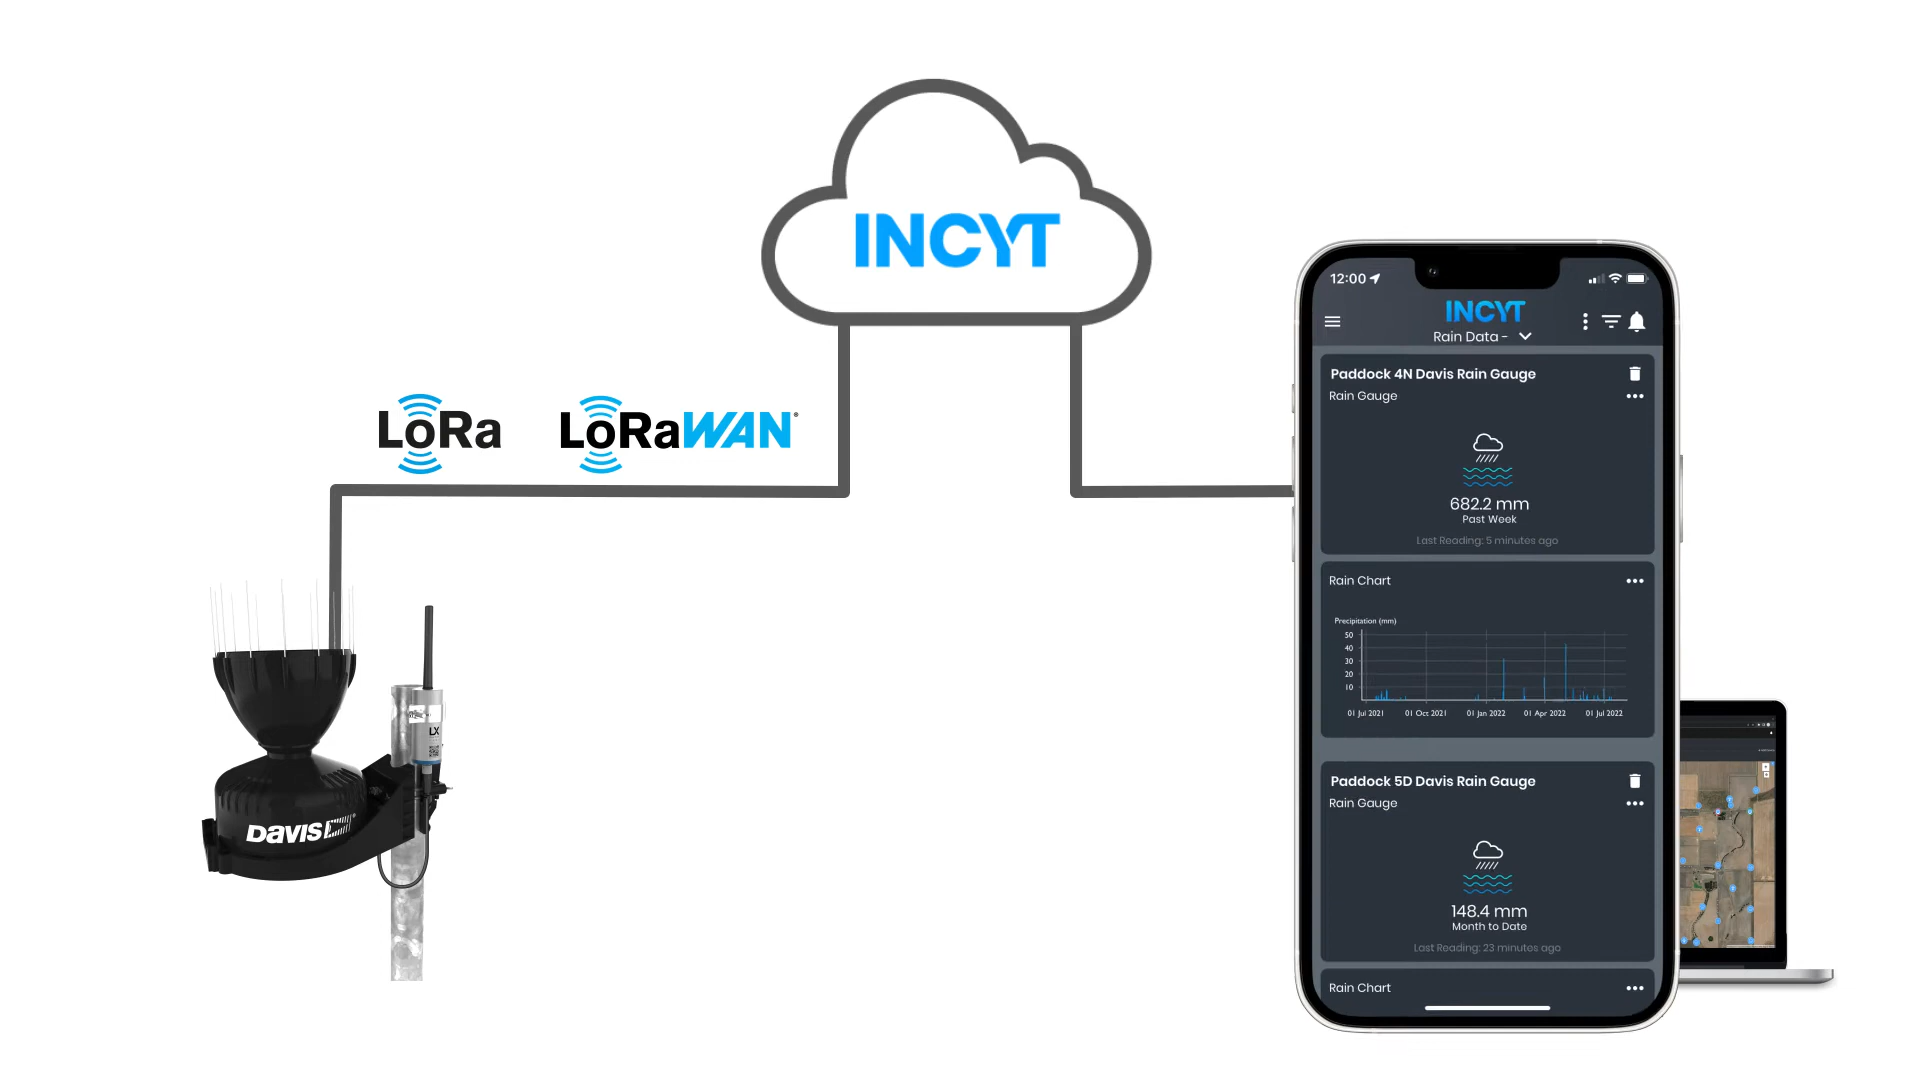 INCYT
LoRa
LoRaWAN®
DAVIS
LX
12:00
INCYT
Rain Data -
Paddock 4N Davis Rain Gauge
Rain Gauge
682.2 mm
Past Week
Last Reading: 5 minutes ago
Rain Chart
Precipitation (mm)
50
40
30
20
10
01 Jul 2021 01 Oct 2021 01 Jan 2022 01 Apr 2022 01 Jul 2022
Paddock 5D Davis Rain Gauge
Rain Gauge
148.4 mm
Month to Date
Last Reading: 23 minutes ago
Rain Chart